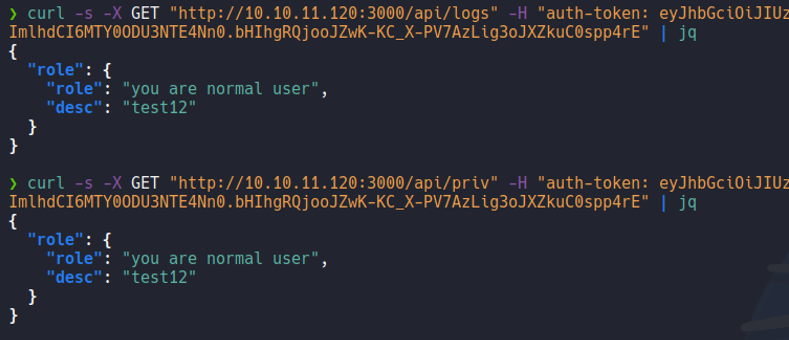 ❯ curl -s -X GET "http://10.10.11.120:3000/api/logs" -H "auth-token: eyJhbGciOiJIUz
ImlhdCI6MTY0ODU3NTE4Nn0.bHIhgRQjooJZwK-KC_X-PV7AzLig3oJXZkuC0spp4rE" | jq
{
  "role": {
    "role": "you are normal user",
    "desc": "test12"
  }
}
❯ curl -s -X GET "http://10.10.11.120:3000/api/priv" -H "auth-token: eyJhbGciOiJIUz
ImlhdCI6MTY0ODU3NTE4Nn0.bHIhgRQjooJZwK-KC_X-PV7AzLig3oJXZkuC0spp4rE" | jq
{
  "role": {
    "role": "you are normal user",
    "desc": "test12"
  }
}